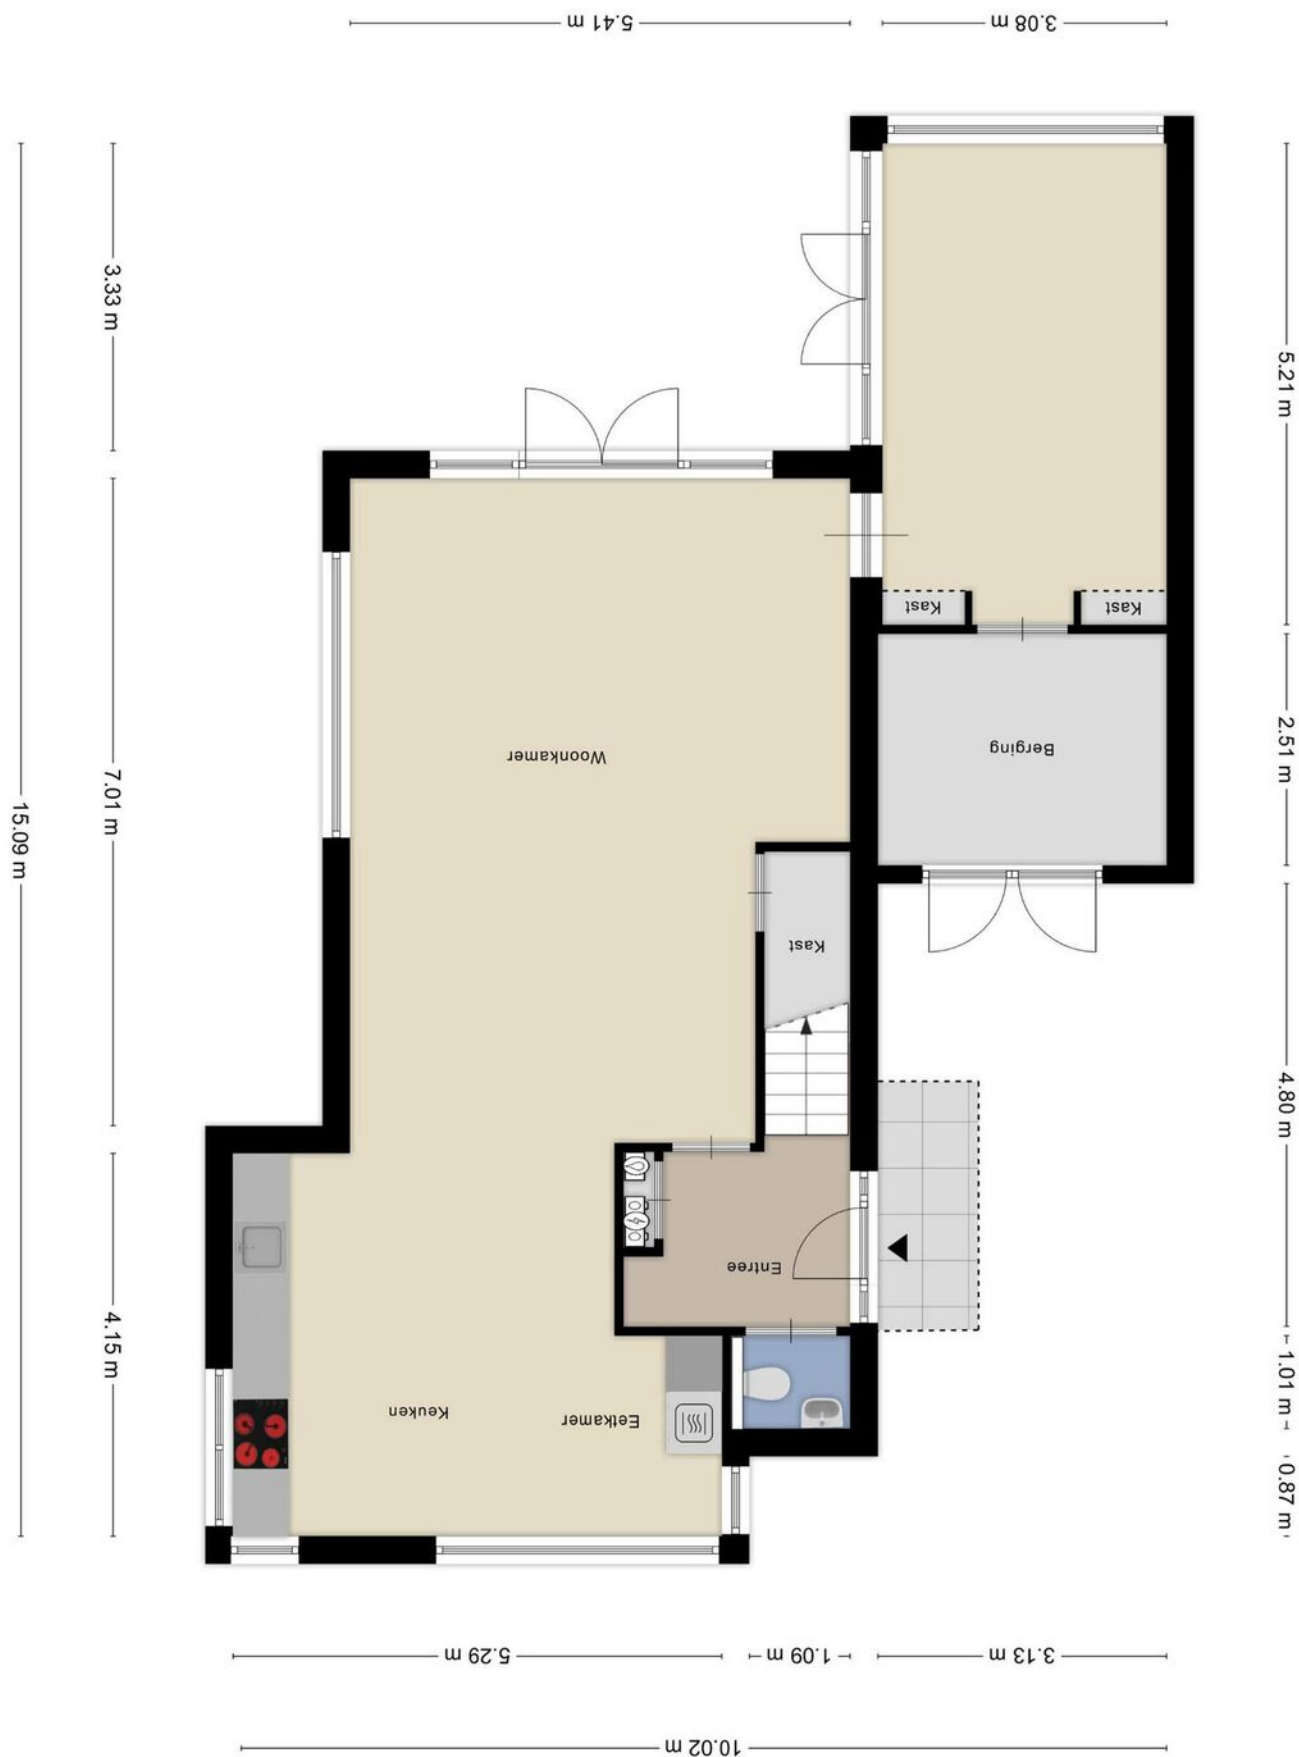 5.41 m
3.08 m
3.33 m
5.21 m
Kast
Kast
Woonkamer
Berging
2.51 m
7.01 m
15.09 m
Kast
4.80 m
Entree
4.15 m
1.01 m
Keuken
Eetkamer
0.87 m
5.29 m
1.09 m
3.13 m
10.02 m